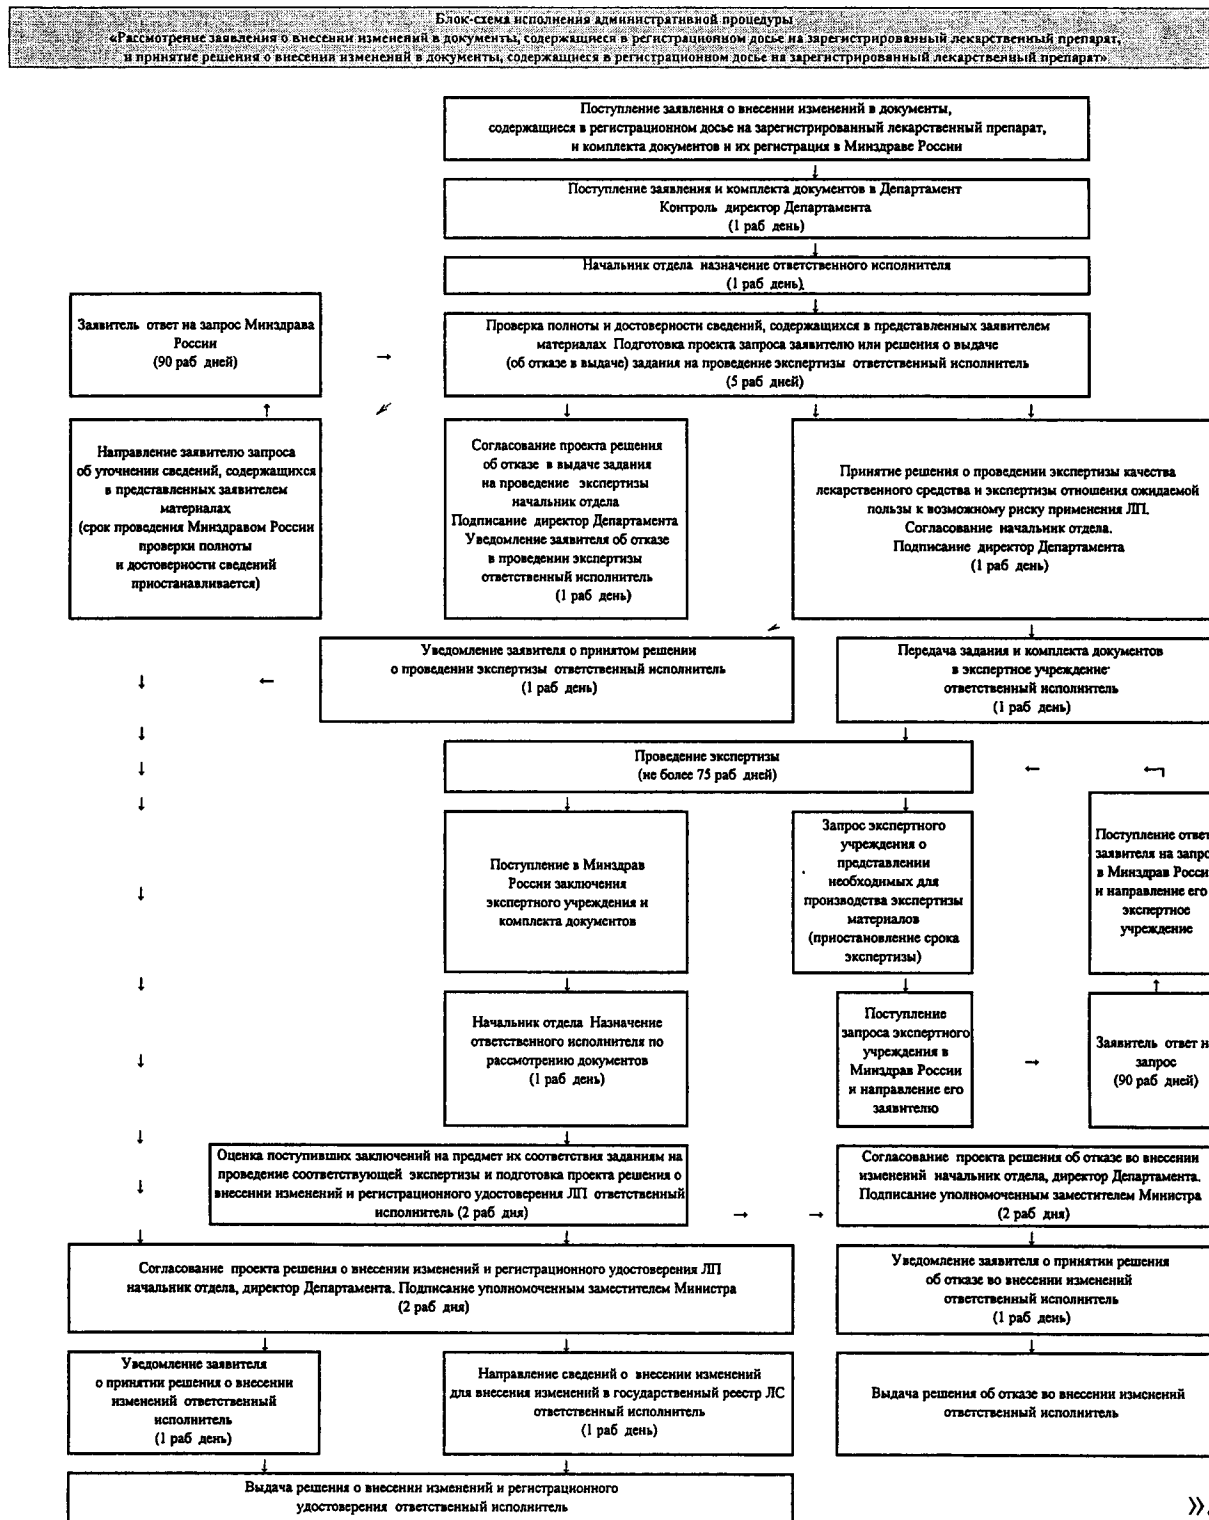 Блок-схема исполнения административной процедуры
«Рассмотрение заявления о внесении изменений в документы, содержащиеся в регистрационном досье на зарегистрированный лекарственный препарат,
и принятие решения о внесения изменений в документы, содержащиеся в регистрационном досье на зарегистрированный лекарственный препарат»
Поступление заявления о внесении изменений в документы,
содержащиеся в регистрационном досье на зарегистрированный лекарственный препарат,
и комплекта документов и их регистрация в Минздраве России
Поступление заявления и комплекта документов в Департамент
Контроль директор Департамента
(1 раб день)
Начальник отдела назначение ответственного исполнителя
(1 раб день)
Заявитель ответ на запрос Минздрава
России
(90 раб дней)
Проверка полноты и достоверности сведений, содержащихся в представленных заявителем
материалах Подготовка проекта запроса заявителю или решения о выдаче
(об отказе в выдаче) задания на проведение экспертизы ответственный исполнитель
(5 раб дней)
Направление заявителю запроса
об уточнении сведений, содержащихся
в представленных заявителем
материалах
(срок проведения Минздравом России
проверки полноты
и достоверности сведений
приостанавливается)
Согласование проекта решения
об отказе в выдаче задания
на проведение экспертизы
начальник отдела
Подписание директор Департамента
Уведомление заявителя об отказе
в проведении экспертизы
ответственный исполнитель
(1 раб день)
Принятие решения о проведении экспертизы качества
лекарственного средства и экспертизы отношения ожидаемой
пользы к возможному риску применения ЛП.
Согласование начальник отдела.
Подписание директор Департамента
(1 раб день)
Уведомление заявителя о принятом решении
о проведении экспертизы ответственный исполнитель
(1 раб день)
Передача задания и комплекта документов
в экспертное учреждение
ответственный исполнитель
(1 раб день)
Проведение экспертизы
(не более 75 раб дней)
Поступление в Минздрав
России заключения
экспертного учреждения и
комплекта документов
Запрос экспертного
учреждения о
представлении
необходимых для
производства экспертизы
материалов
(приостановление срока
экспертизы)
Поступление ответ
заявителя на запро
в Минздрав Росси
и направление его
экспертное
учреждение
Начальник отдела Назначение
ответственного исполнителя по
рассмотрению документов
(1 раб день)
Поступление
запроса экспертного
учреждения в
Минздрав России
и направление его
заявителю
Заявитель ответ н
запрос
(90 раб дней)
Оценка поступивших заключений на предмет их соответствия заданиям на
проведение соответствующей экспертизы и подготовка проекта решения о
внесении изменений и регистрационного удостоверения ЛП ответственный
исполнитель (2 раб дня)
Согласование проекта решения об отказе во внесении
изменений начальник отдела, директор Департамента.
Подписание уполномоченным заместителем Министра
(2 раб дня)
Согласование проекта решения о внесении изменений и регистрационного удостоверения ЛП
начальник отдела, директор Департамента. Подписание уполномоченным заместителем Министра
(2 раб дня)
Уведомление заявителя о принятии решения
об отказе во внесении изменений
ответственный исполнитель
(1 раб день)
Уведомление заявителя
о принятии решения о внесении
изменений ответственный
исполнитель
(1 раб день)
Направление сведений о внесении изменений
для внесения изменений в государственный реестр ЛС
ответственный исполнитель
(1 раб день)
Выдача решения об отказе во внесении изменений
ответственный исполнитель
Выдача решения о внесении изменений и регистрационного
удостоверения ответственный исполнитель
».